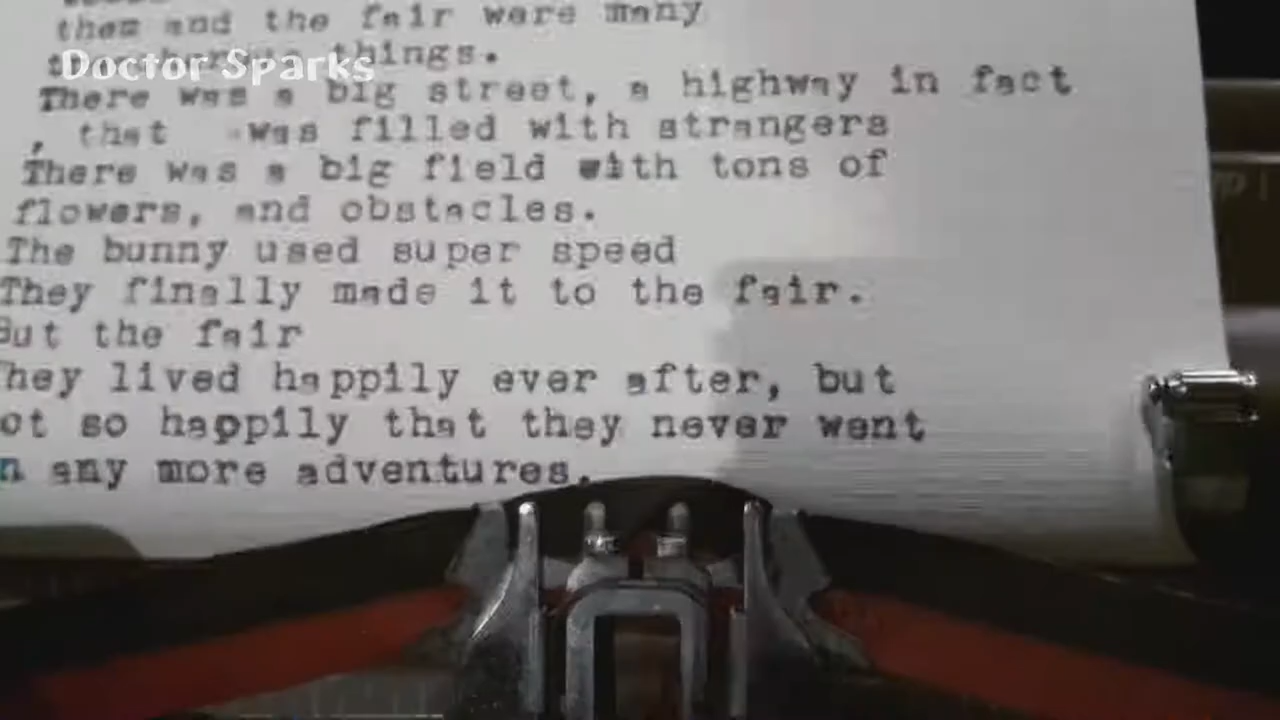 them and the fair were many
things.
Doctor Sparks
There was a big street, a highway in fact
, that was filled with strangers
There was a big field with tons of
flowers, and obstacles.
The bunny used super speed
They finally made it to the fair.
But the fair
They lived happily ever after, but
ot so happily that they never went
n any more adventures.